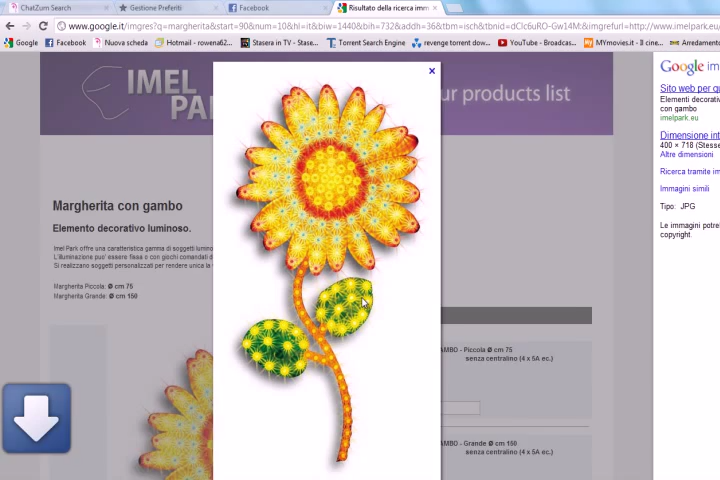 ChatZum Search
Gestione Preferiti
Facebook
Risultato della ricerca imm
www.google.it/imgres?q=margherita&start=90&num=10&hl=it&biw=1440&bih=732&addh=36&tbm=isch&tbnid=dCIc6uRO-Gw14M:&imgrefurl=http://www.imelpark.eu/
Google
Facebook
Nuova scheda
Hotmail - rowena62...
Stasera in TV - Stase...
Torrent Search Engine
revenge torrent dow...
YouTube - Broadcas...
MYmovies.it - Il cine...
Arredamento
IMEL
PA
ur products list
Google im
Sito web per q
Elementi decorativ
con gambo
imelpark.eu
Dimensione int
400 × 718 (Stesse
Altre dimensioni
Ricerca tramite im
Immagini simili
Tipo: JPG
Le immagini potre
copyright
Margherita con gambo
Elemento decorativo luminoso.
Imel Park offre una caratteristica gamma di soggetti lumino
L'illuminazione puo' essere fissa o con giochi comandati d
Si realizzano soggetti personalizzati per rendere unica la
Margherita Piccola: Ø cm 75
Margherita Grande: Ø cm 150
AMBO - Piccola Ø cm 75
senza centralino (4 x 5A ec.)
AMBO - Grande Ø cm 150
senza centralino (4 x 5A ec.)